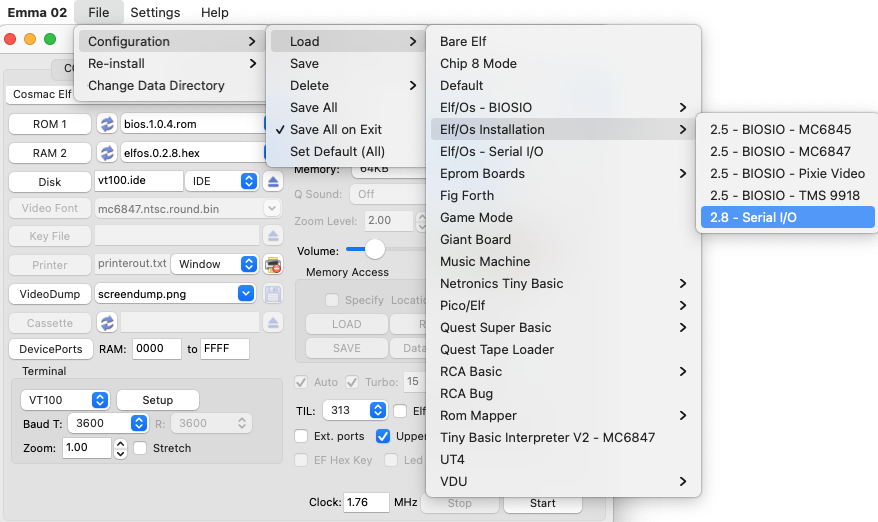 Emma 02 File Settings Help
Configuration
Re-install
Change Data Directory
Load
Save
Delete
Save All
✓ Save All on Exit
Set Default (All)
Bare Elf
Chip 8 Mode
Default
Elf/Os - BIOSIO
Elf/Os Installation
Elf/Os - Serial I/O
Eprom Boards
Fig Forth
Game Mode
Giant Board
Music Machine
Netronics Tiny Basic
Pico/Elf
Quest Super Basic
Quest Tape Loader
RCA Basic
RCA Bug
Rom Mapper
Tiny Basic Interpreter V2 - MC6847
UT4
VDU
2.5 - BIOSIO - MC6845
2.5 - BIOSIO - MC6847
2.5 - BIOSIO - Pixie Video
2.5 - BIOSIO - TMS 9918
2.8 - Serial I/O
Cosmac Elf
ROM 1 bios.1.0.4.rom
RAM 2 elfos.0.2.8.hex
Disk vt100.ide IDE
Video Font mc6847.ntsc.round.bin
Key File
Printer printerout.txt Window
VideoDump screendump.png
Cassette
DevicePorts RAM: 0000 to FFFF
Terminal
VT100 Setup
Baud T: 3600 R: 3600
Zoom: 1.00 Stretch
Memory: 64KB
Q Sound: Off
Zoom Level: 2.00
Volume:
Memory Access
Specify Locatio
LOAD R
SAVE Data
Auto Turbo: 15
TIL: 313 Elf
Ext. ports Upper
EF Hex Key Led
Clock: 1.76 MHz Stop Start